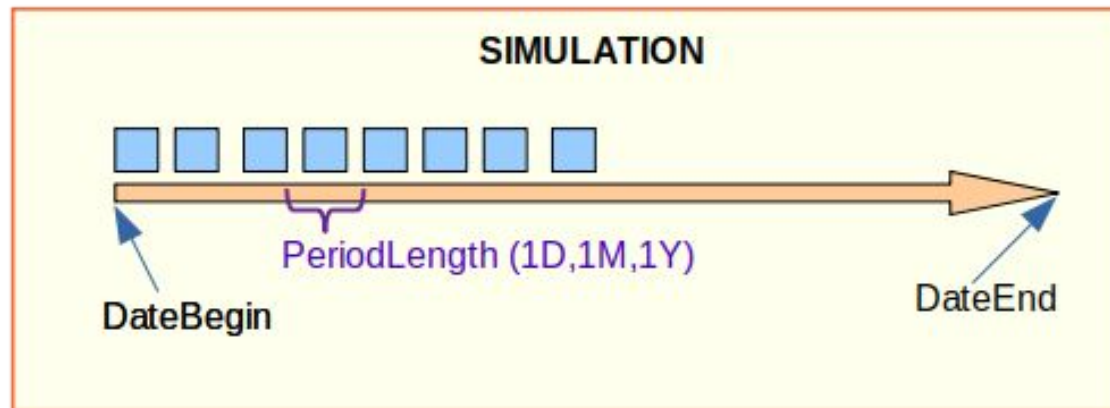 SIMULATION
PeriodLength (1D,1M,1Y)
DateBegin
DateEnd